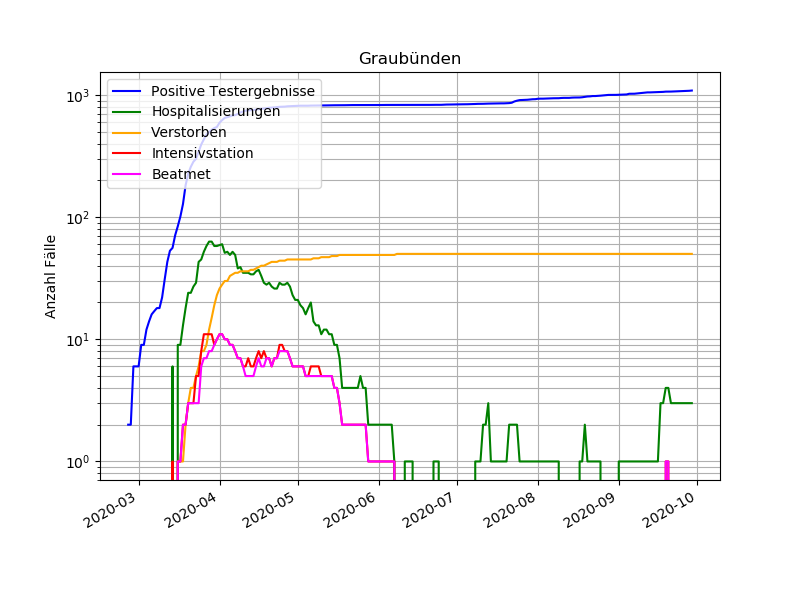 Graubünden
Anzahl Fälle
10³
10²
10¹
10⁰
Positive Testergebnisse
Hospitalisierungen
Verstorben
Intensivstation
Beatmet
2020-03
2020-04
2020-05
2020-06
2020-07
2020-08
2020-09
2020-10